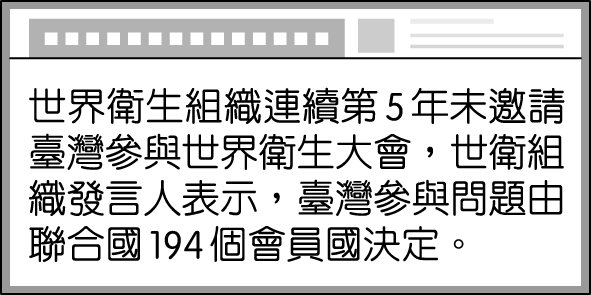 世界衛生組織連續第5年未邀請
臺灣參與世界衛生大會，世衛組
織發言人表示，臺灣參與問題由
聯合國194個會員國決定。